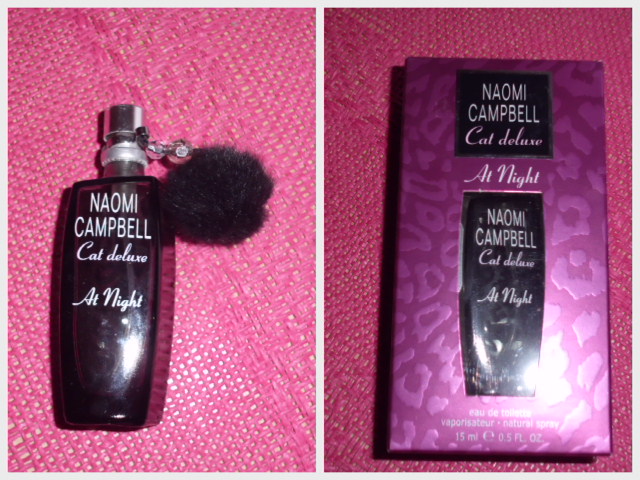 NAOMI
CAMPBELL
Cat deluxe
At Night
NAOMI
CAMPBELL
Cat deluxe
At Night
NAOMI
CAMPBELL
Cat deluxe
At Night
eau de toilette
vaporisateur • natural spray
15 ml ℮ 0.5 FL. OZ.